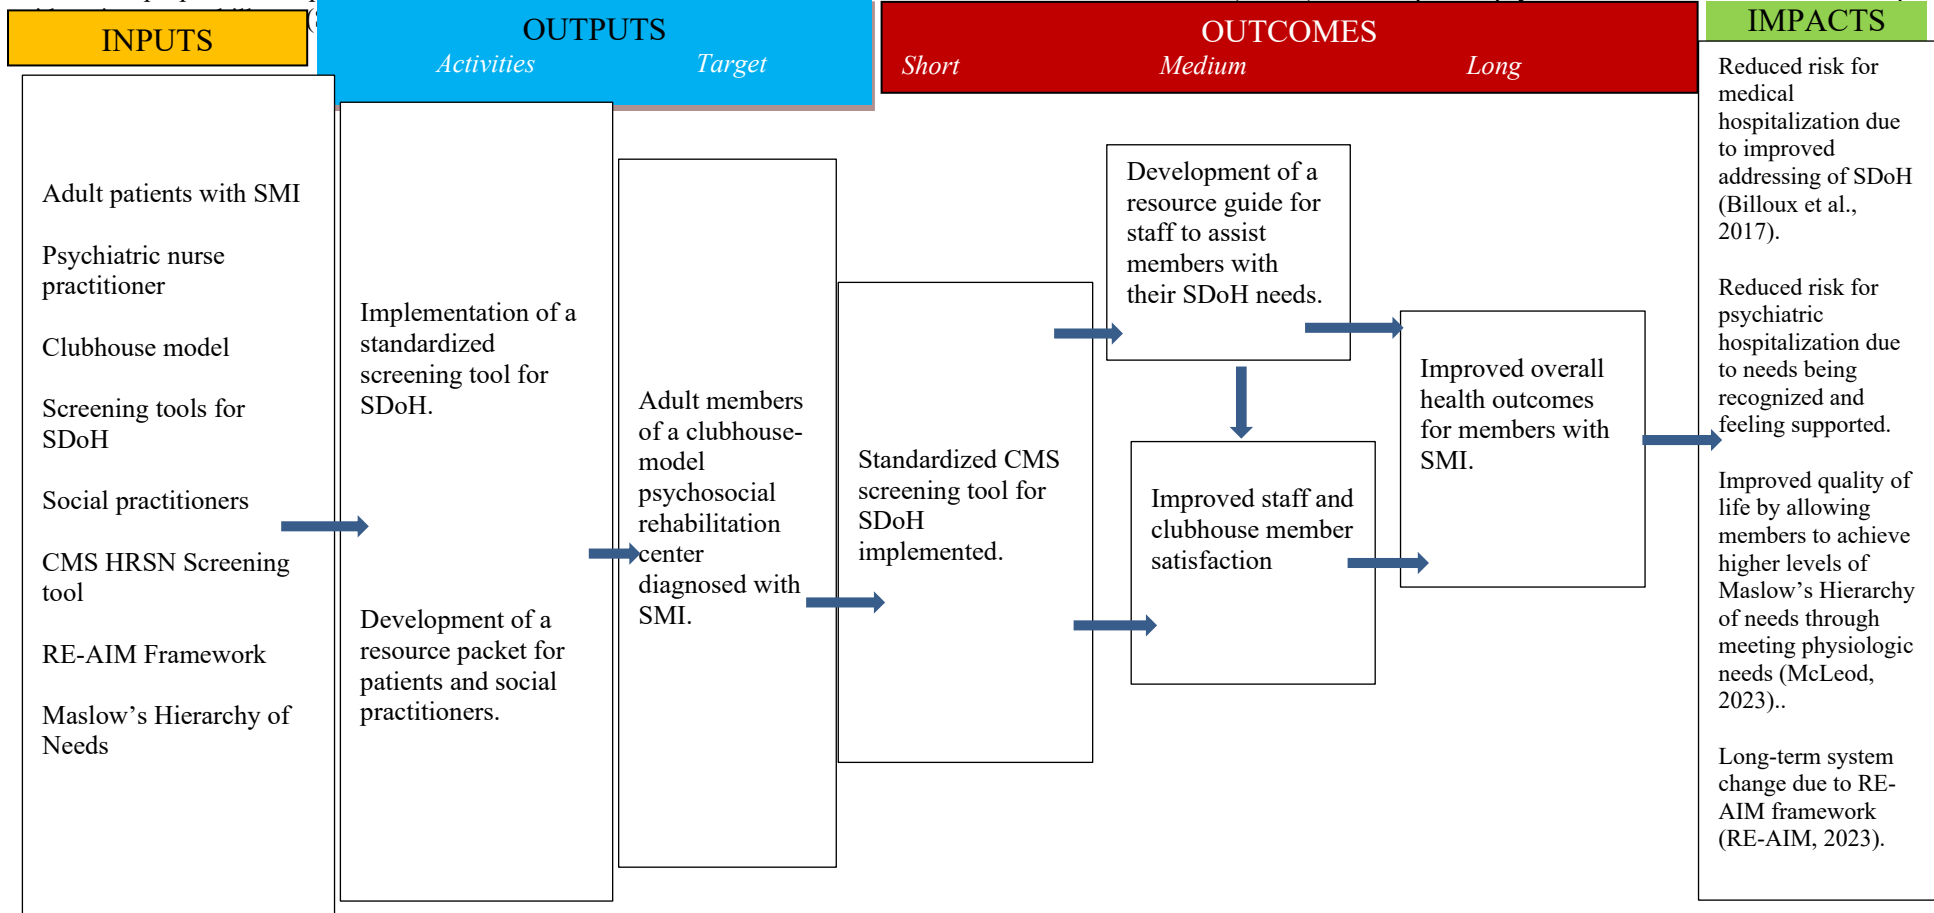 INPUTS
OUTPUTS
Activities
Target
OUTCOMES
Short
Medium
Long
IMPACTS
Adult patients with SMI
Psychiatric nurse
practitioner
Clubhouse model
Screening tools for
SDoH
Social practitioners
CMS HRSN Screening
tool
RE-AIM Framework
Maslow’s Hierarchy of
Needs
Implementation of a
standardized
screening tool for
SDoH.
Development of a
resource packet for
patients and social
practitioners.
Adult members
of a clubhouse-
model
psychosocial
rehabilitation
center
diagnosed with
SMI.
Standardized CMS
screening tool for
SDoH
implemented.
Development of a
resource guide for
staff to assist
members with
their SDoH needs.
Improved staff and
clubhouse member
satisfaction
Improved overall
health outcomes
for members with
SMI.
Reduced risk for
medical
hospitalization due
to improved
addressing of SDoH
(Billoux et al.,
2017).
Reduced risk for
psychiatric
hospitalization due
to needs being
recognized and
feeling supported.
Improved quality of
life by allowing
members to achieve
higher levels of
Maslow’s Hierarchy
of needs through
meeting physiologic
needs (McLeod,
2023)..
Long-term system
change due to RE-
AIM framework
(RE-AIM, 2023).